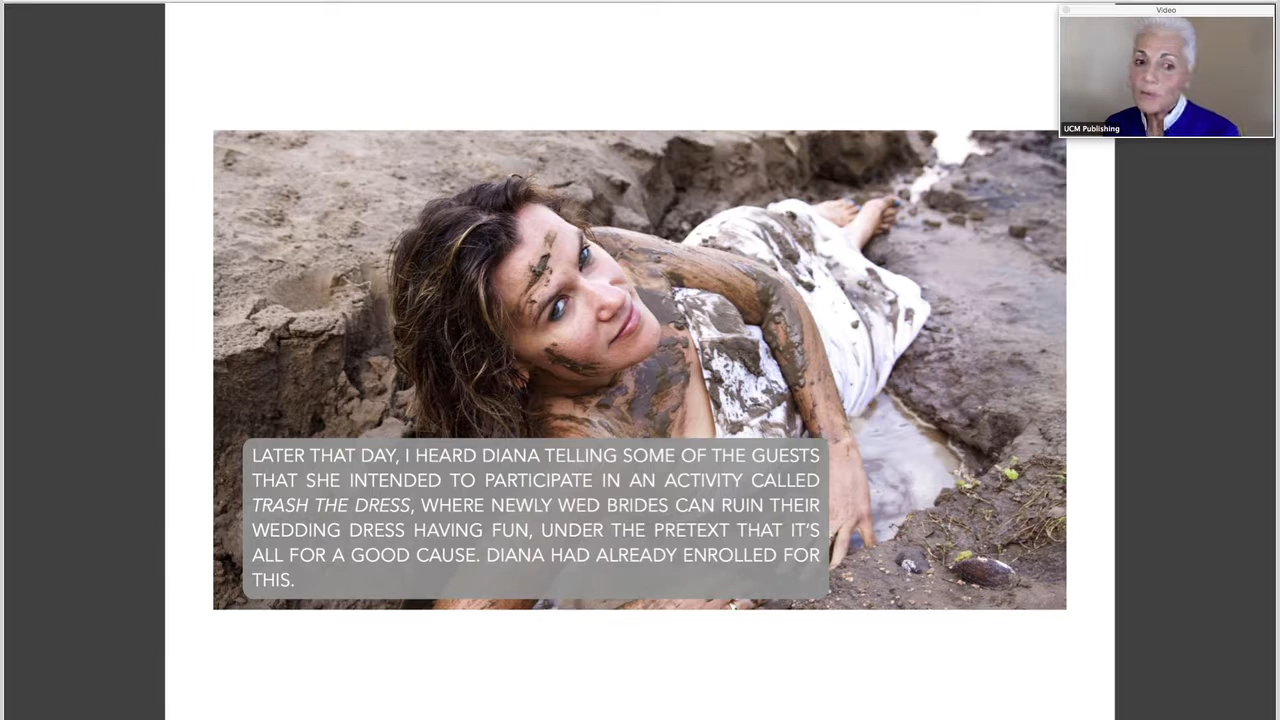 Video
UCM Publishing
LATER THAT DAY, I HEARD DIANA TELLING SOME OF THE GUESTS
THAT SHE INTENDED TO PARTICIPATE IN AN ACTIVITY CALLED
TRASH THE DRESS, WHERE NEWLY WED BRIDES CAN RUIN THEIR
WEDDING DRESS HAVING FUN, UNDER THE PRETEXT THAT IT'S
ALL FOR A GOOD CAUSE. DIANA HAD ALREADY ENROLLED FOR
THIS.